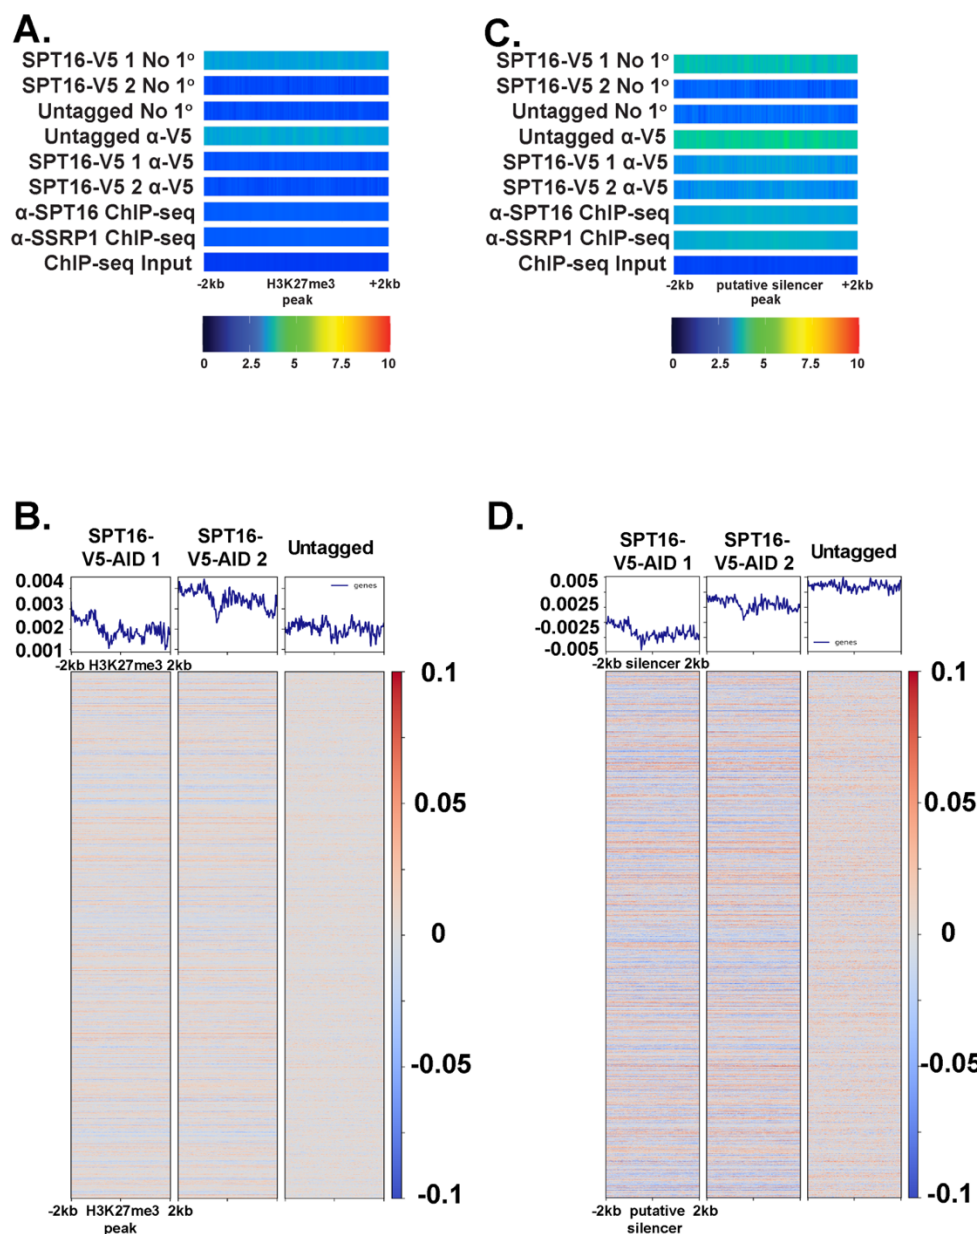 A.
SPT16-V5 1 No 1°
SPT16-V5 2 No 1°
Untagged No 1°
Untagged α-V5
SPT16-V5 1 α-V5
SPT16-V5 2 α-V5
α-SPT16 ChIP-seq
α-SSRP1 ChIP-seq
ChIP-seq Input
-2kb H3K27me3 +2kb
peak
0 2.5 5 7.5 10
C.
SPT16-V5 1 No 1°
SPT16-V5 2 No 1°
Untagged No 1°
Untagged α-V5
SPT16-V5 1 α-V5
SPT16-V5 2 α-V5
α-SPT16 ChIP-seq
α-SSRP1 ChIP-seq
ChIP-seq Input
-2kb putative silencer +2kb
peak
0 2.5 5 7.5 10
B.
SPT16-
V5-AID 1
SPT16-
V5-AID 2
Untagged
genes
0.004
0.003
0.002
0.001
-2kb H3K27me3 2kb
0.1
0.05
0
-0.05
-0.1
-2kb H3K27me3 2kb
peak
D.
SPT16-
V5-AID 1
SPT16-
V5-AID 2
Untagged
0.005
0.0025
-0.0025
-0.005
genes
-2kb silencer 2kb
0.1
0.05
0
-0.05
-0.1
-2kb putative 2kb
silencer